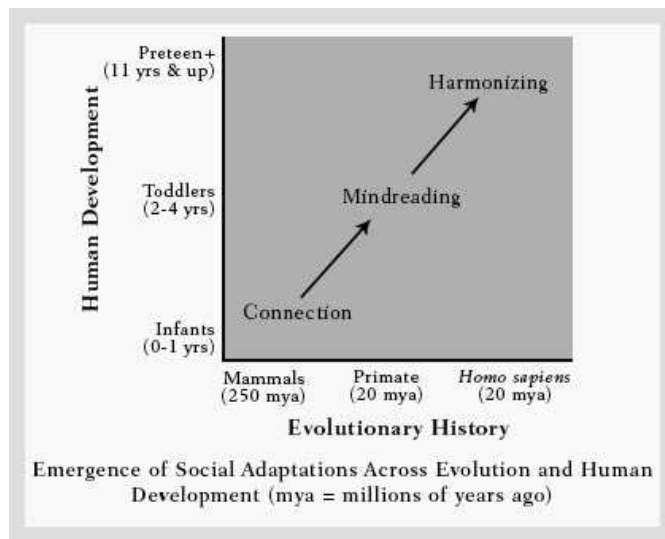 Preteen+
(11 yrs & up)
Harmonizing
Human Development
Toddlers
(2-4 yrs)
Mindreading
Connection
Infants
(0-1 yrs)
Mammals Primate Homo sapiens
(250 mya) (20 mya) (20 mya)
Evolutionary History
Emergence of Social Adaptations Across Evolution and Human
Development (mya = millions of years ago)